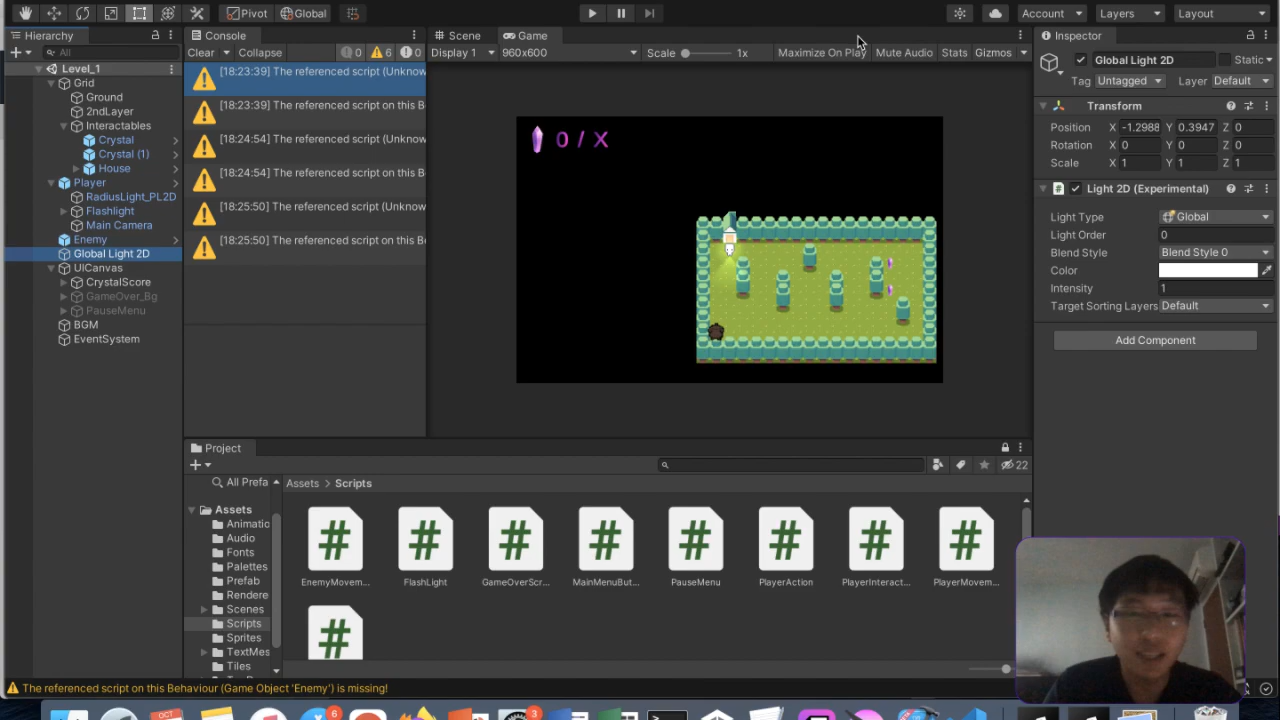 Pivot Global Account Layers Layout
Hierarchy Console Scene Game Inspector
All Clear Collapse 0 6 0 Display 1 960x600 Scale 1x Maximize On Play Mute Audio Stats Gizmos
Global Light 2D Static
Tag Untagged Layer Default
Level_1
Grid
Ground
2ndLayer
Interactables
Crystal
Crystal (1)
House
Player
RadiusLight_PL2D
Flashlight
Main Camera
Enemy
Global Light 2D
UICanvas
CrystalScore
GameOver_Bg
PauseMenu
BGM
EventSystem
[18:23:39] The referenced script (Unknow
[18:23:39] The referenced script on this B
[18:24:54] The referenced script (Unknow
[18:24:54] The referenced script on this B
[18:25:50] The referenced script (Unknow
[18:25:50] The referenced script on this B
0 / X
Transform
Position X -1.2988 Y 0.3947 Z 0
Rotation X 0 Y 0 Z 0
Scale X 1 Y 1 Z 1
Light 2D (Experimental)
Light Type Global
Light Order 0
Blend Style Blend Style 0
Color
Intensity 1
Target Sorting Layers Default
Add Component
Project
22
All Prefa
Assets > Scripts
Assets
Animatio
Audio
Fonts
Palettes
Prefab
Rendere
Scenes
Scripts
Sprites
TextMes
Tiles
EnemyMovem... FlashLight GameOverScr... MainMenuBut... PauseMenu PlayerAction PlayerInteract... PlayerMovem...
The referenced script on this Behaviour (Game Object 'Enemy') is missing!
OCT 6 3